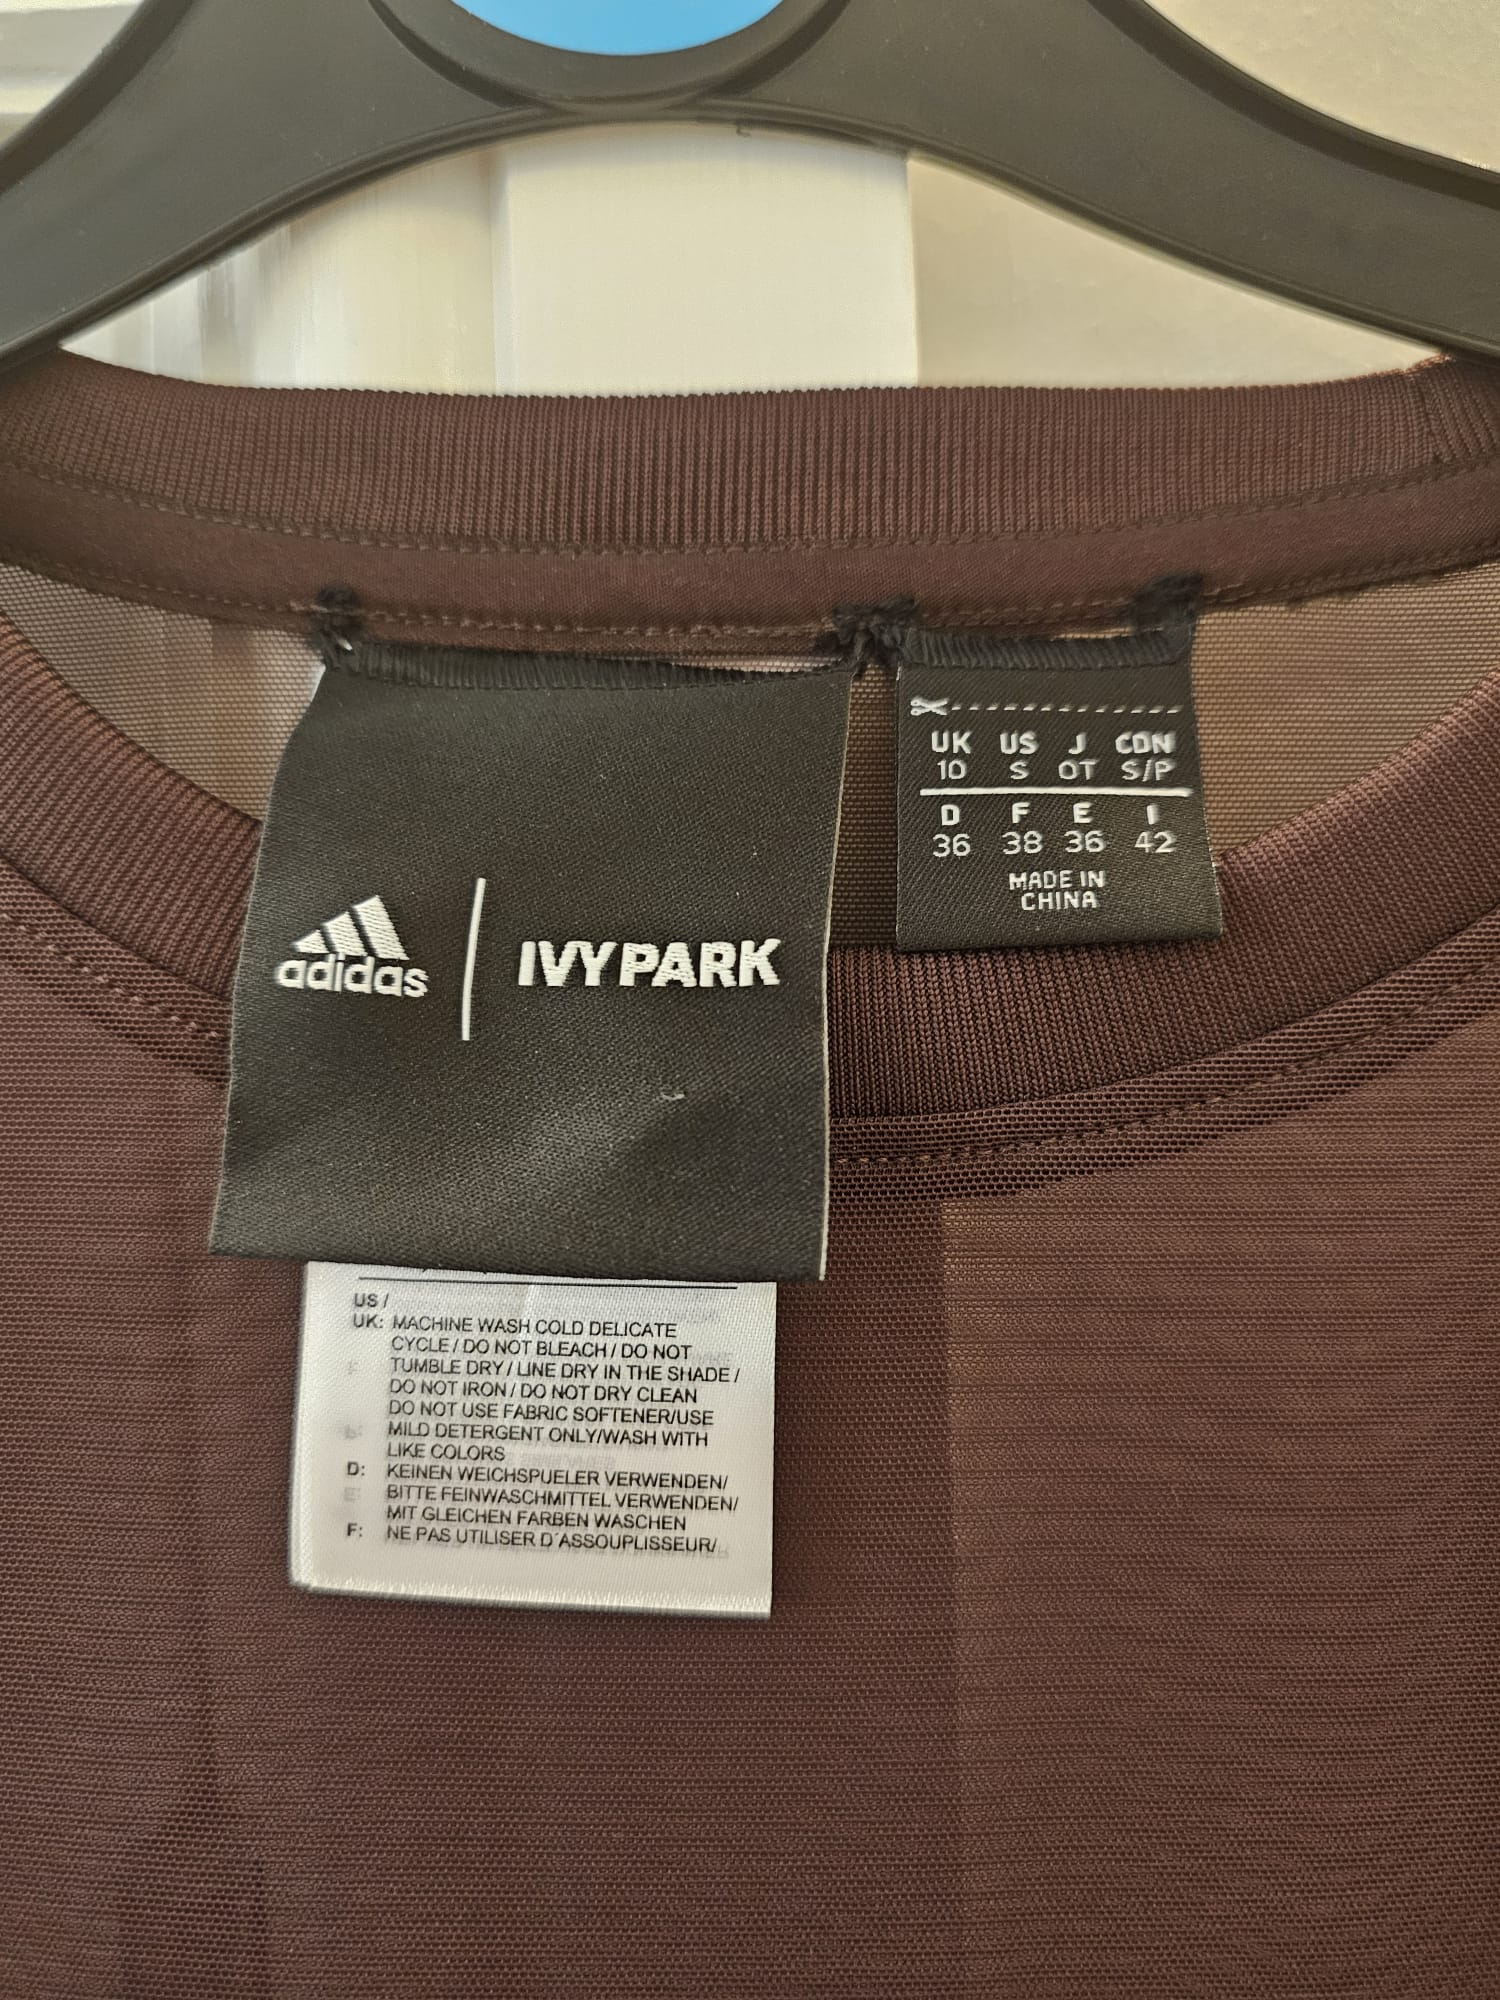 adidas | IVY PARK
UK US J CDN
10 S OT S/P
D F E I
36 38 36 42
MADE IN
CHINA
US /
UK: MACHINE WASH COLD DELICATE
CYCLE / DO NOT BLEACH / DO NOT
TUMBLE DRY / LINE DRY IN THE SHADE /
DO NOT IRON / DO NOT DRY CLEAN
DO NOT USE FABRIC SOFTENER/USE
MILD DETERGENT ONLY/WASH WITH
LIKE COLORS
D: KEINEN WEICHSPUELER VERWENDEN/
BITTE FEINWASCHMITTEL VERWENDEN/
MIT GLEICHEN FARBEN WASCHEN
F: NE PAS UTILISER D´ASSOUPLISSEUR/